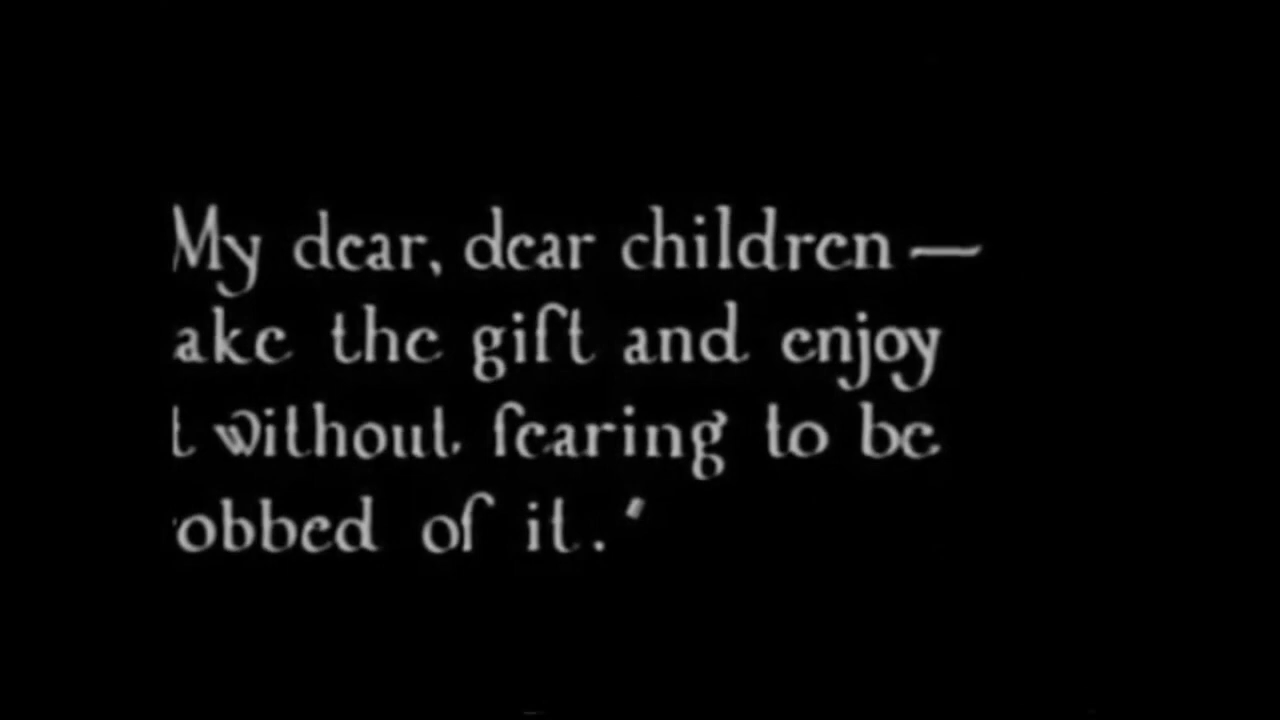 My dear, dear children —
ake the gift and enjoy
t without fearing to be
obbed of it."